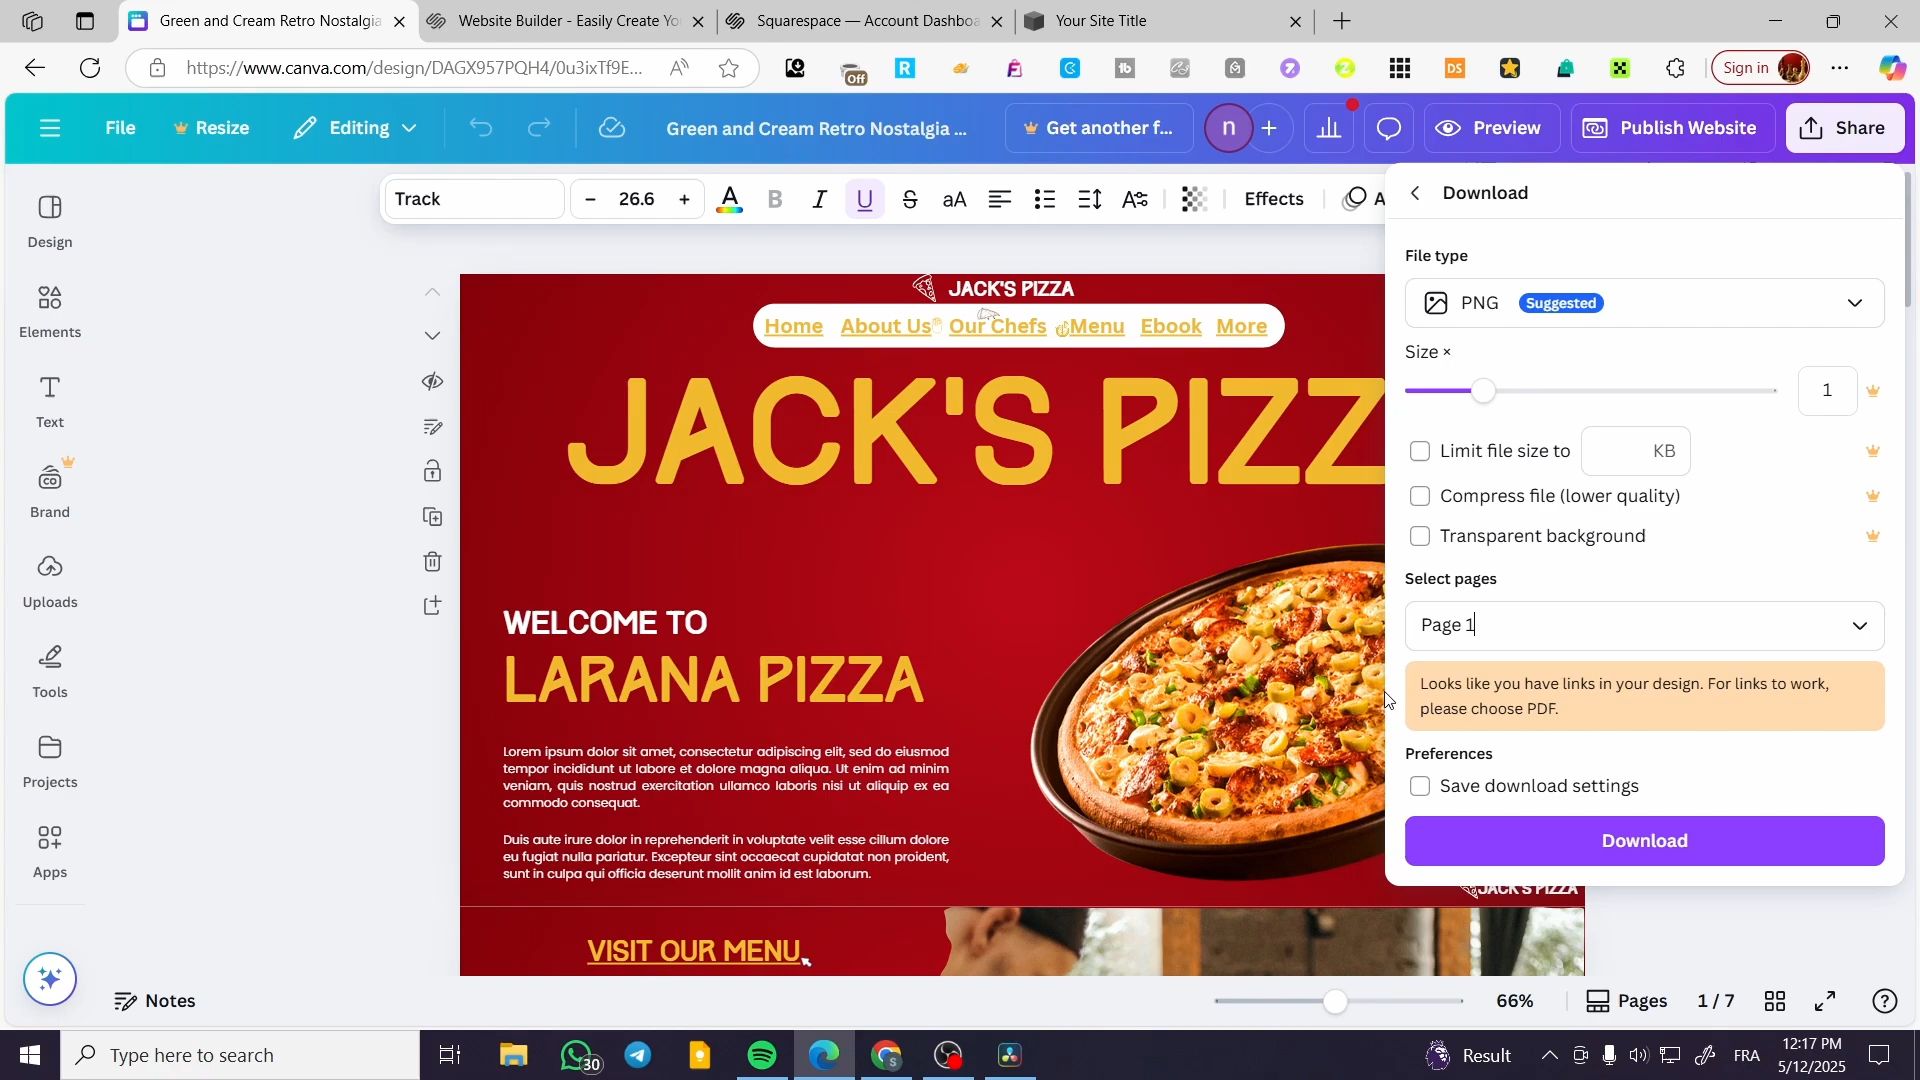 Green and Cream Retro Nostalgia
Website Builder - Easily Create Yo
Squarespace — Account Dashboa
Your Site Title
https://www.canva.com/design/DAGX957PQH4/0u3ixTf9E...
Sign in
File
Resize
Editing
Green and Cream Retro Nostalgia ...
Get another f...
n
Preview
Publish Website
Share
Track
26.6
Effects
A
Design
Elements
Text
Brand
Uploads
Tools
Projects
Apps
JACK'S PIZZA
Home About Us Our Chefs Menu Ebook More
JACK'S PIZZ
WELCOME TO
LARANA PIZZA
Lorem ipsum dolor sit amet, consectetur adipiscing elit, sed do eiusmod
tempor incididunt ut labore et dolore magna aliqua. Ut enim ad minim
veniam, quis nostrud exercitation ullamco laboris nisi ut aliquip ex ea
commodo consequat.
Duis aute irure dolor in reprehenderit in voluptate velit esse cillum dolore
eu fugiat nulla pariatur. Excepteur sint occaecat cupidatat non proident,
sunt in culpa qui officia deserunt mollit anim id est laborum.
JACK'S PIZZA
VISIT OUR MENU
Download
File type
PNG Suggested
Size ×
1
Limit file size to KB
Compress file (lower quality)
Transparent background
Select pages
Page 1
Looks like you have links in your design. For links to work,
please choose PDF.
Preferences
Save download settings
Download
Notes
66%
Pages
1 / 7
Type here to search
30
Result
FRA
12:17 PM
5/12/2025